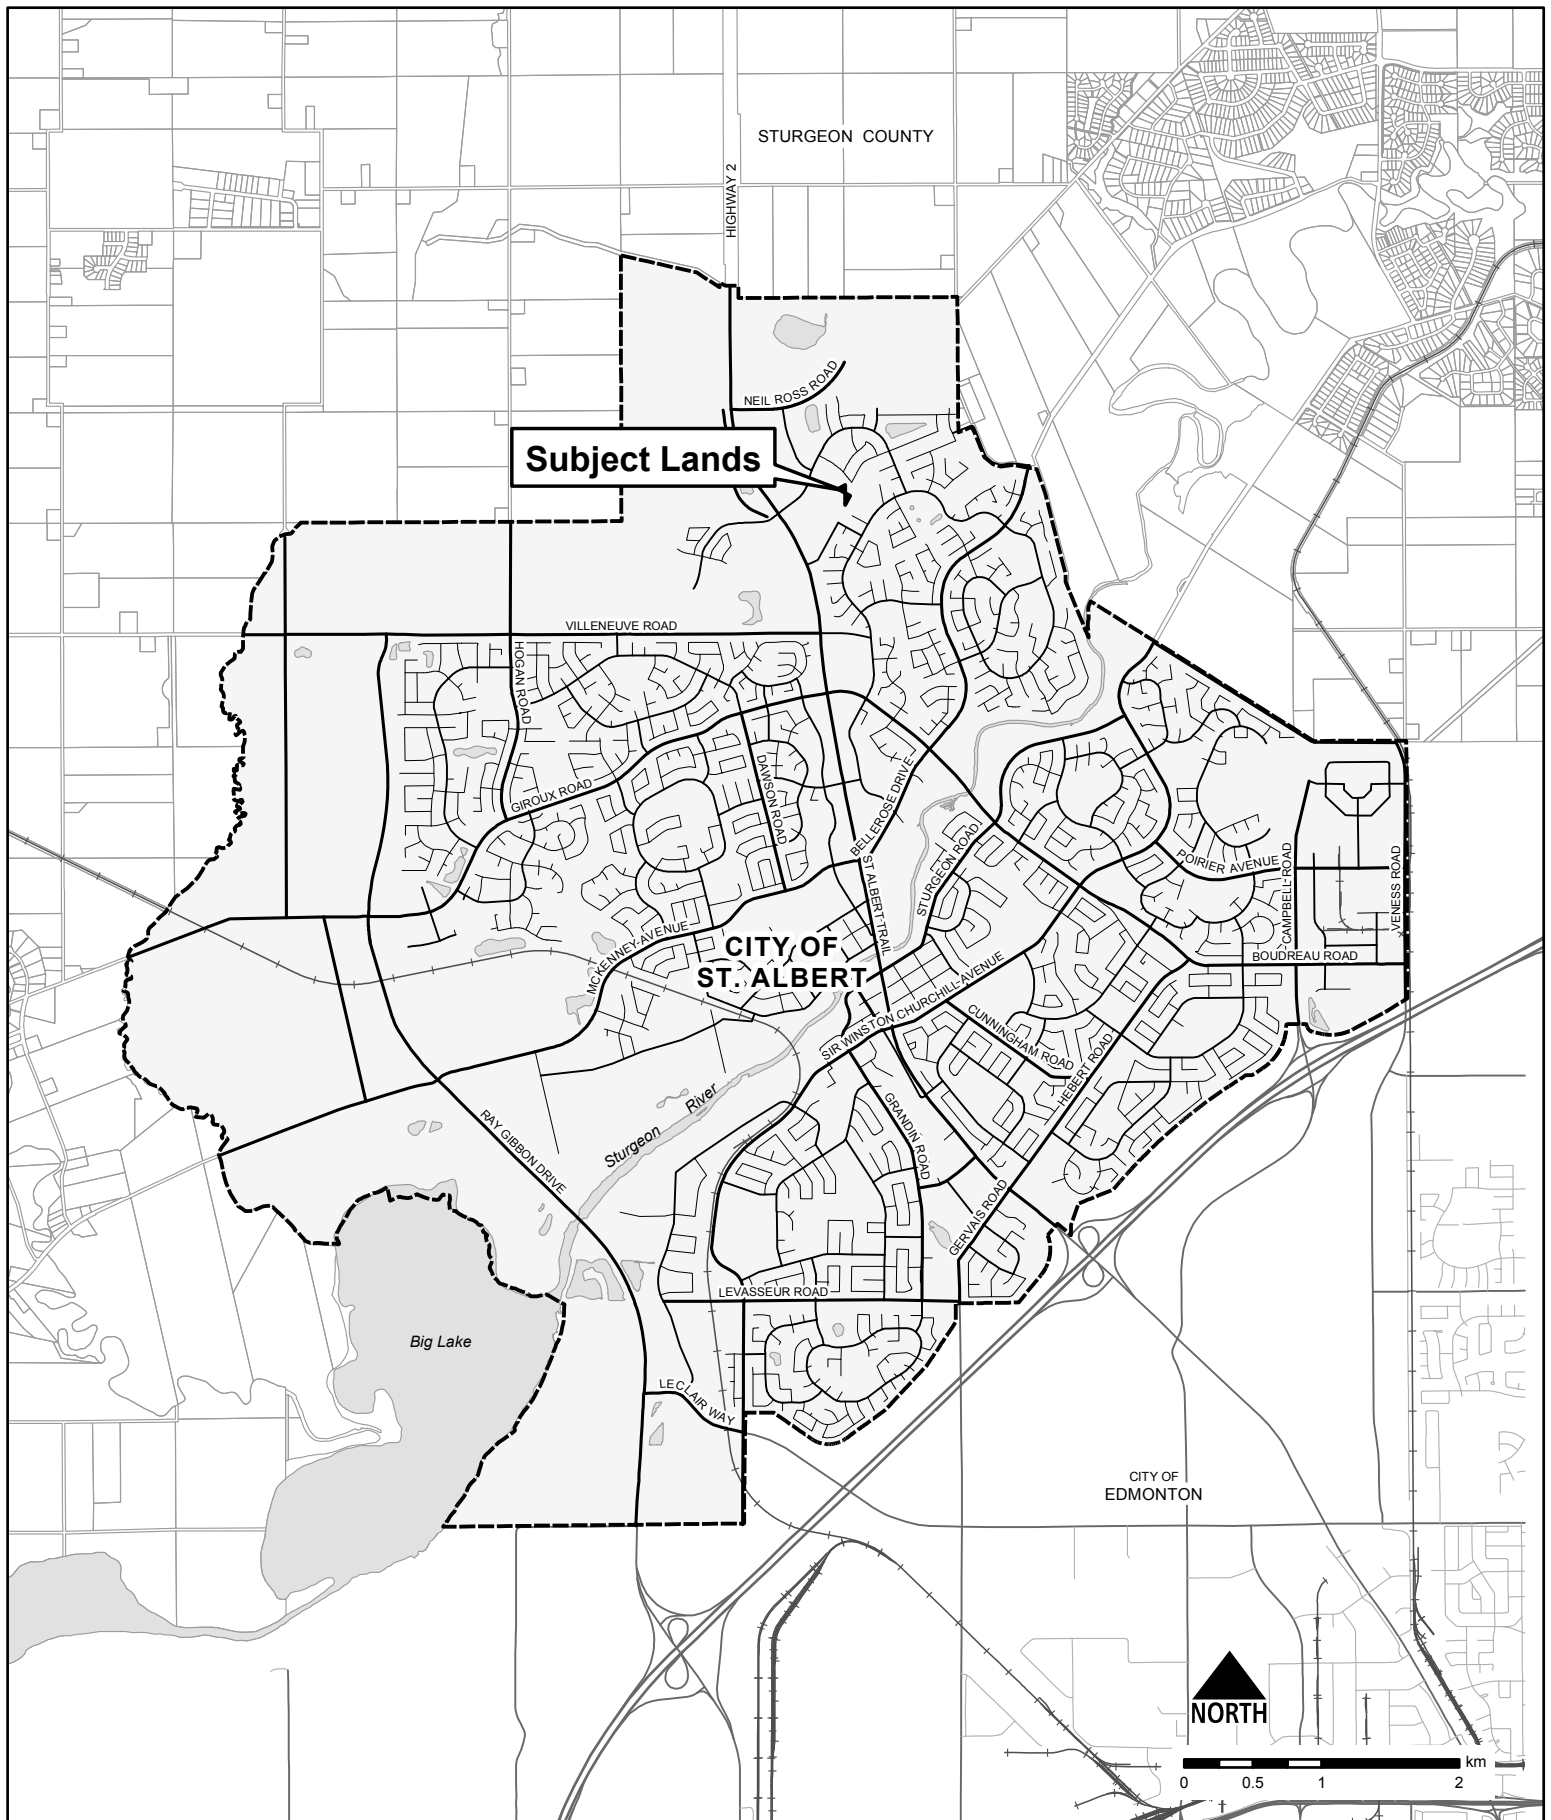 STURGEON COUNTY
HIGHWAY 2
NEIL ROSS ROAD
Subject Lands
VILLENEUVE ROAD
HOGAN ROAD
GIROUX ROAD
DAWSON ROAD
BELLEROSE DRIVE
ST ALBERT TRAIL
STURGEON ROAD
POIRIER AVENUE
CAMPBELL ROAD
VENESS ROAD
BOUDREAU ROAD
MCKENNEY AVENUE
CITY OF
ST. ALBERT
SIR WINSTON CHURCHILL AVENUE
CUNNINGHAM ROAD
HEBERT ROAD
GRANDIN ROAD
RAY GIBBON DRIVE
Sturgeon River
GERVAIS ROAD
LEVASSEUR ROAD
Big Lake
LECLAIR WAY
CITY OF
EDMONTON
NORTH
km
0 0.5 1 2